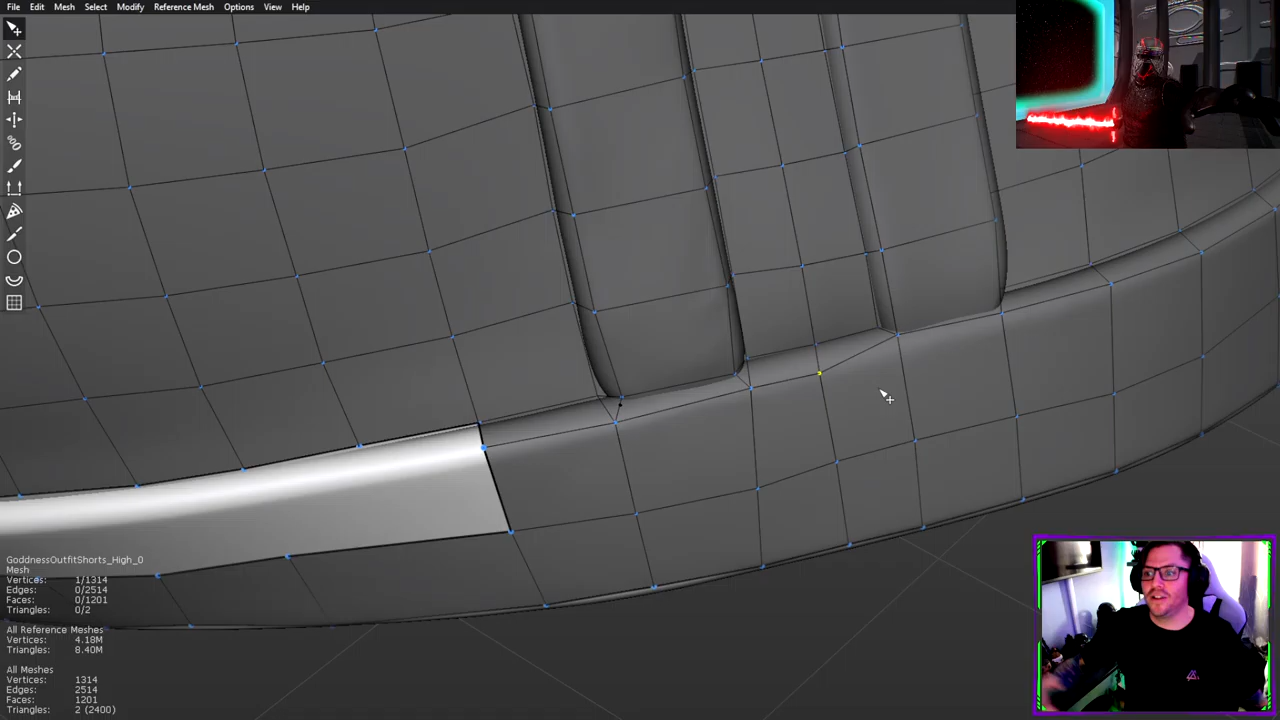 File Edit Mesh Select Modify Reference Mesh Options View Help
GoddnessOutfitShorts_High_0
Mesh
Vertices: 1/1314
Edges: 0/2514
Faces: 0/1201
Triangles: 0/2
All Reference Meshes
Vertices: 4.18M
Triangles: 8.40M
All Meshes
Vertices: 1314
Edges: 2514
Faces: 1201
Triangles: 2 (2400)